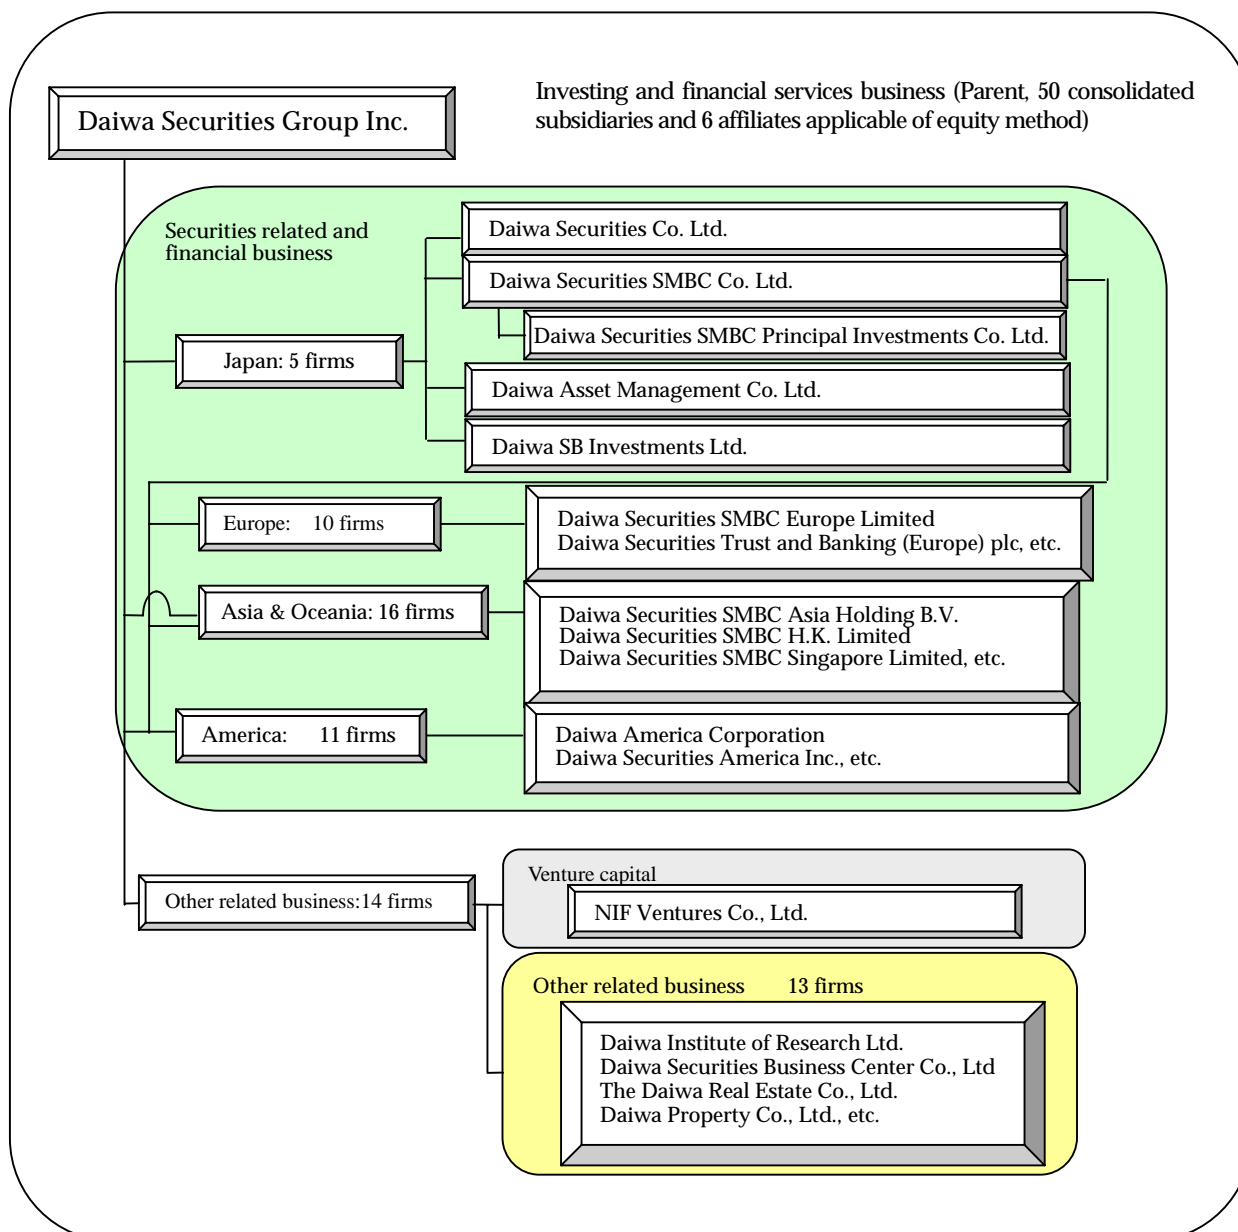 Daiwa Securities Group Inc.
Investing and financial services business (Parent, 50 consolidated
subsidiaries and 6 affiliates applicable of equity method)
Securities related and
financial business
Japan: 5 firms
Daiwa Securities Co. Ltd.
Daiwa Securities SMBC Co. Ltd.
Daiwa Securities SMBC Principal Investments Co. Ltd.
Daiwa Asset Management Co. Ltd.
Daiwa SB Investments Ltd.
Europe: 10 firms
Daiwa Securities SMBC Europe Limited
Daiwa Securities Trust and Banking (Europe) plc, etc.
Asia & Oceania: 16 firms
Daiwa Securities SMBC Asia Holding B.V.
Daiwa Securities SMBC H.K. Limited
Daiwa Securities SMBC Singapore Limited, etc.
America: 11 firms
Daiwa America Corporation
Daiwa Securities America Inc., etc.
Other related business:14 firms
Venture capital
NIF Ventures Co., Ltd.
Other related business 13 firms
Daiwa Institute of Research Ltd.
Daiwa Securities Business Center Co., Ltd
The Daiwa Real Estate Co., Ltd.
Daiwa Property Co., Ltd., etc.